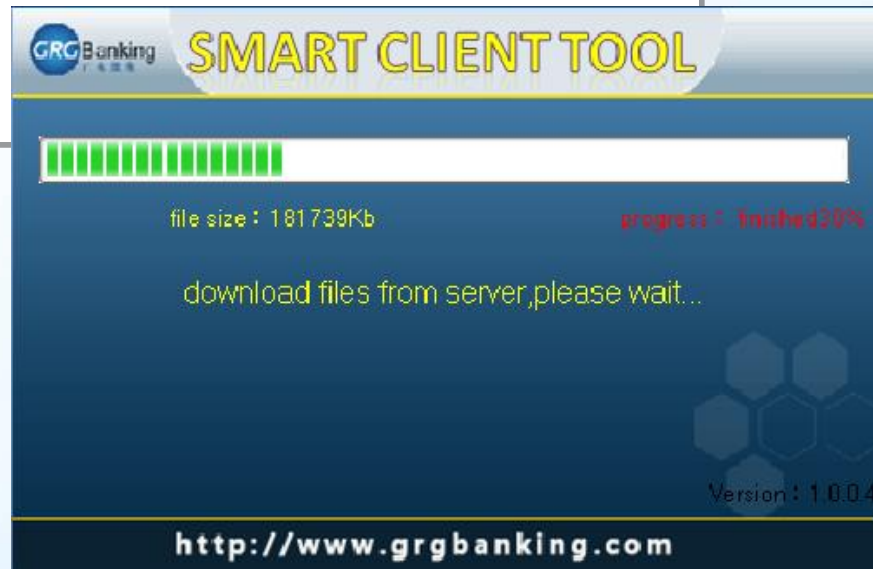 GRG Banking
SMART CLIENT TOOL
file size : 181739Kb
progress : finished30%
download files from server,please wait...
Version : 1.0.0.4
http://www.grgbanking.com